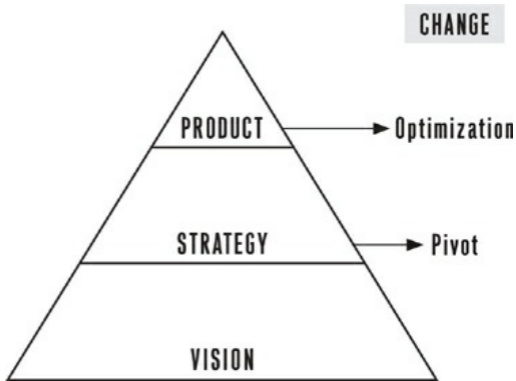 CHANGE
PRODUCT
Optimization
STRATEGY
Pivot
VISION